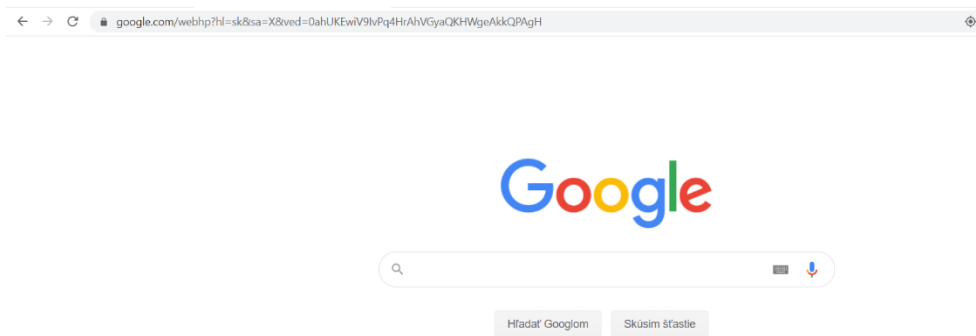 google.com/webhp?hl=sk&sa=X&ved=0ahUKEwiV9IvPq4HrAhVGyaQKHWgeAkkQPAgH
Google
Hľadať Googlom Skúsim šťastie